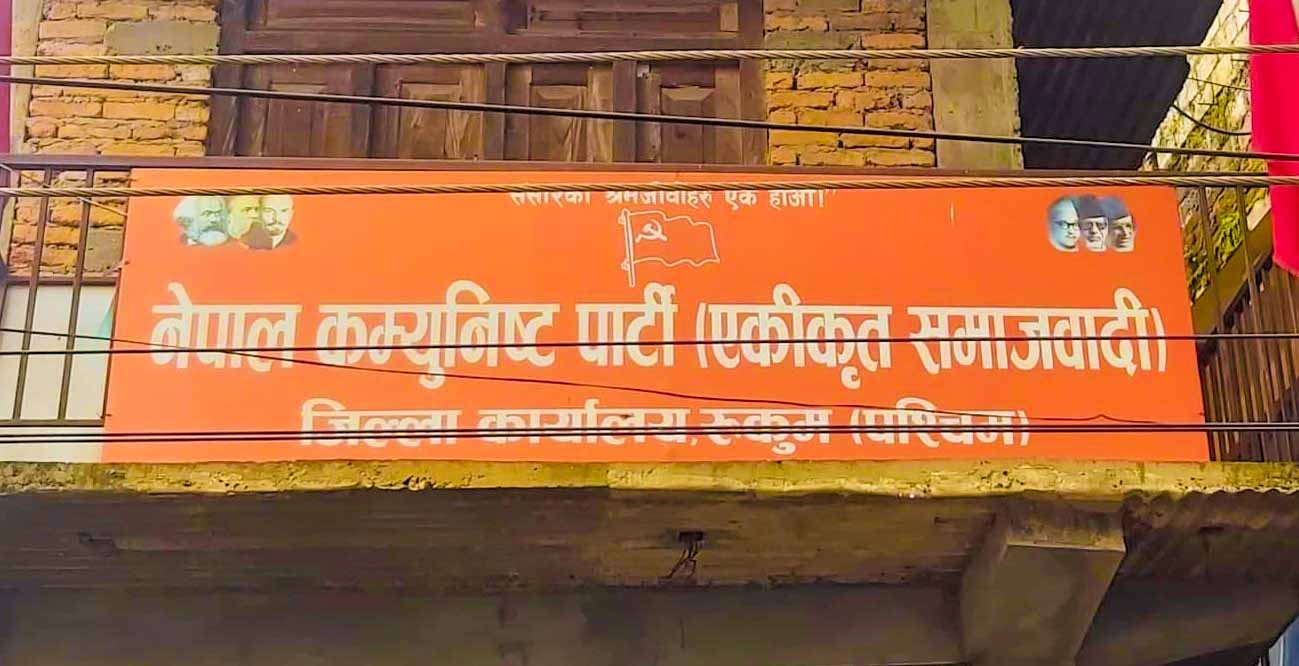 संसारका श्रमजीवीहरु एक होऔं!"
नेपाल कम्युनिष्ट पार्टी (एकीकृत समाजवादी)
जिल्ला कार्यालय, रुकुम (पश्चिम)